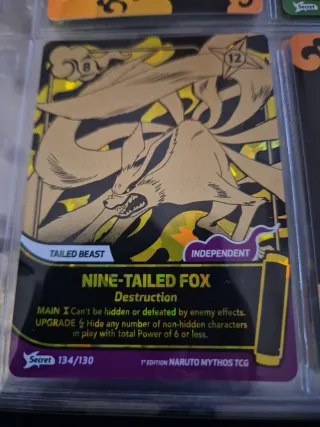 Secret
8
12
TAILED BEAST
INDEPENDENT
NINE-TAILED FOX
Destruction
MAIN Can't be hidden or defeated by enemy effects.
UPGRADE Hide any number of non-hidden characters
in play with total Power of 6 or less.
Secret 134/130
1st EDITION NARUTO MYTHOS TCG